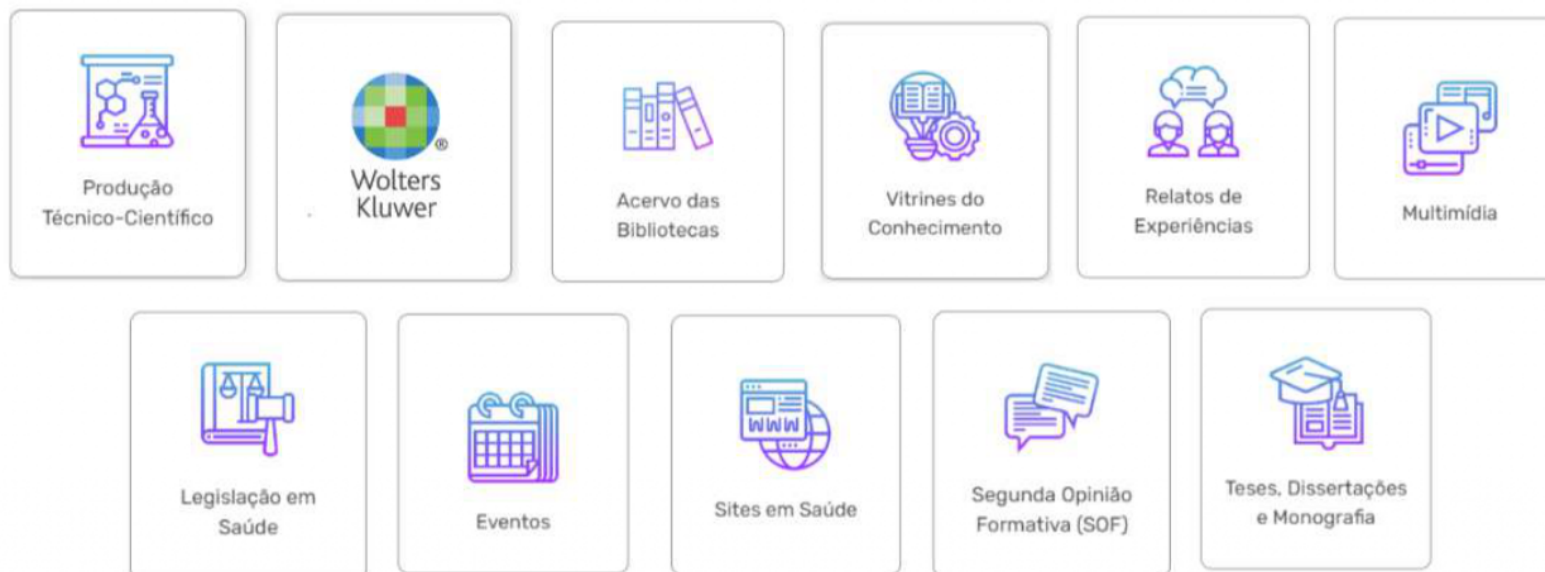 Produção
Técnico-Científico
Wolters
Kluwer
®
Acervo das
Bibliotecas
Vitrines do
Conhecimento
Relatos de
Experiências
Multimídia
Legislação em
Saúde
Eventos
WWW
Sites em Saúde
Segunda Opinião
Formativa (SOF)
Teses, Dissertações
e Monografia